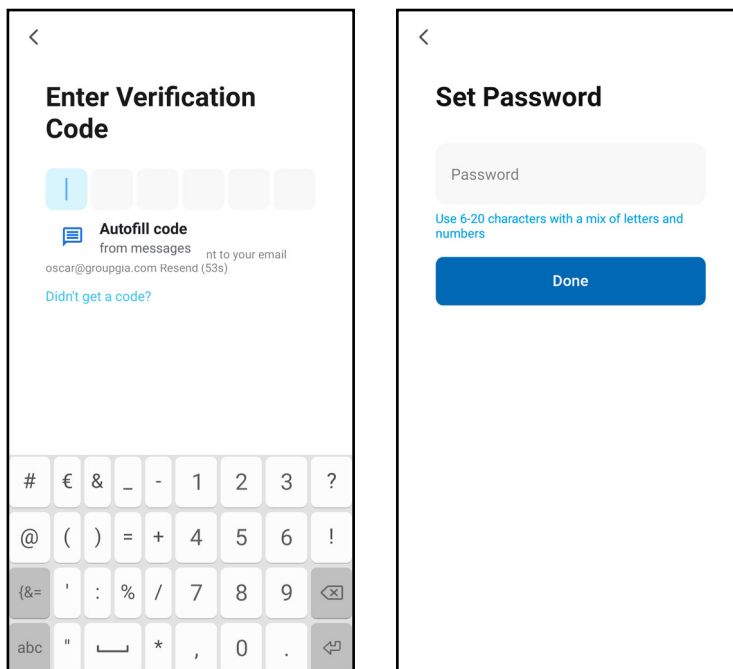 Enter Verification
Code
Autofill code
from messages
nt to your email
oscar@groupgia.com Resend (53s)
Didn't get a code?
# € & _ - 1 2 3 ?
@ ( ) = + 4 5 6 !
{&= ' : % / 7 8 9
abc " * , 0 .
Set Password
Password
Use 6-20 characters with a mix of letters and
numbers
Done